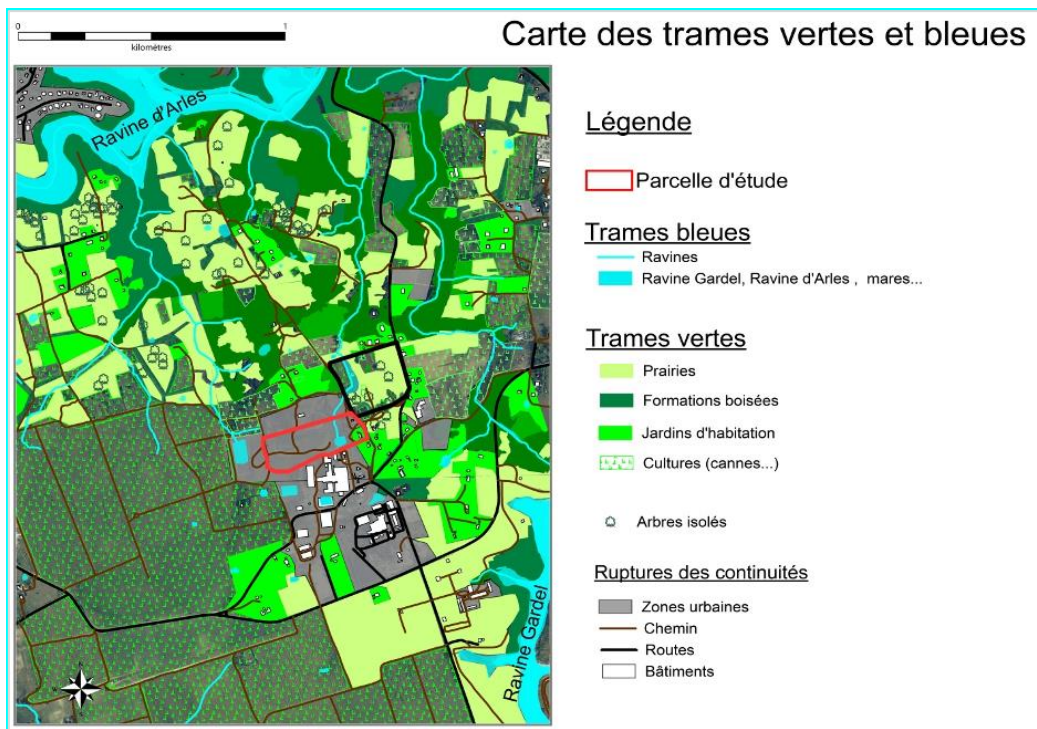 0 1
kilomètres
Carte des trames vertes et bleues
Ravine d'Arles
Ravine Gardel
Légende
Parcelle d'étude
Trames bleues
Ravines
Ravine Gardel, Ravine d'Arles , mares...
Trames vertes
Prairies
Formations boisées
Jardins d'habitation
Cultures (cannes...)
Arbres isolés
Ruptures des continuités
Zones urbaines
Chemin
Routes
Bâtiments